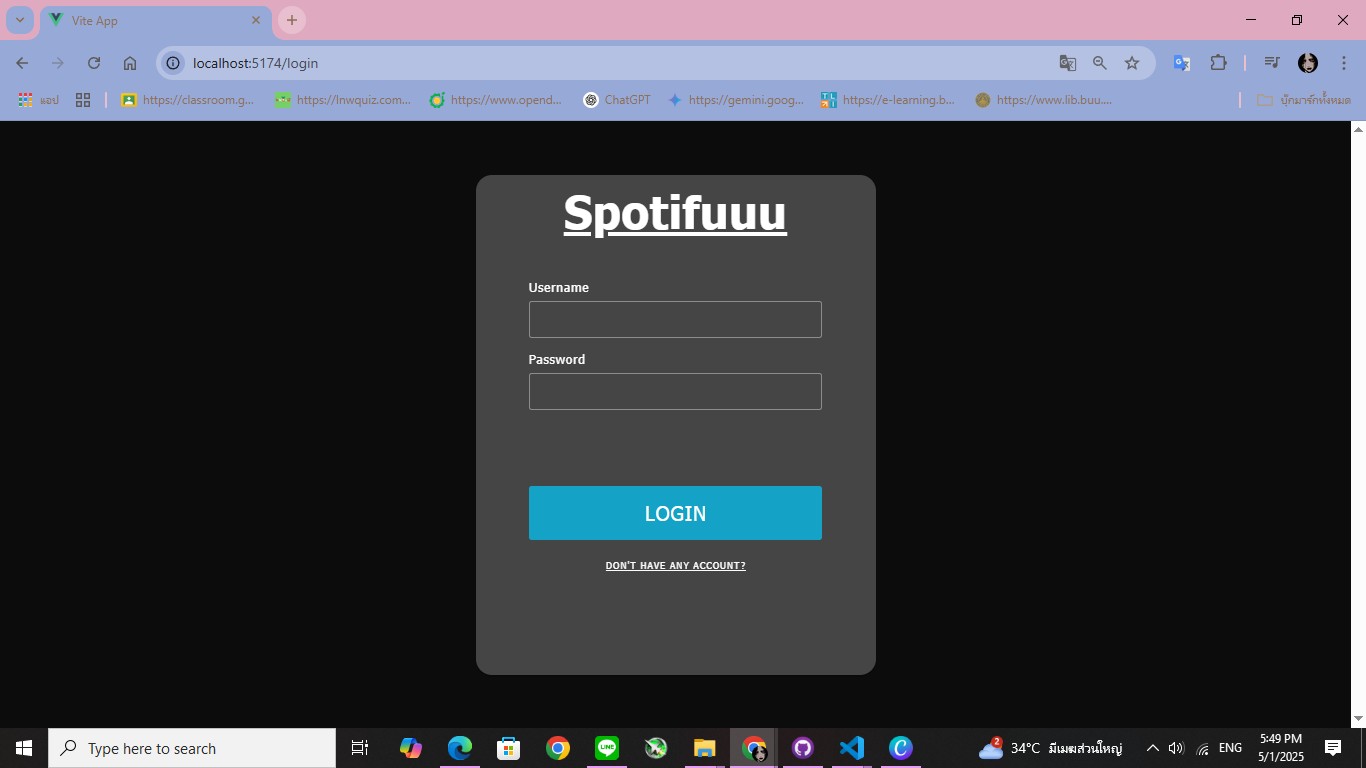 Vite App
localhost:5174/login
แอป
https://classroom.g...
https://lnwquiz.com...
https://www.opend...
ChatGPT
https://gemini.goog...
https://e-learning.b...
https://www.lib.buu....
บุ๊กมาร์กทั้งหมด
Spotifuuu
Username
Password
LOGIN
DON'T HAVE ANY ACCOUNT?
Type here to search
LINE
2
34°C มีเมฆส่วนใหญ่
ENG
5:49 PM
5/1/2025